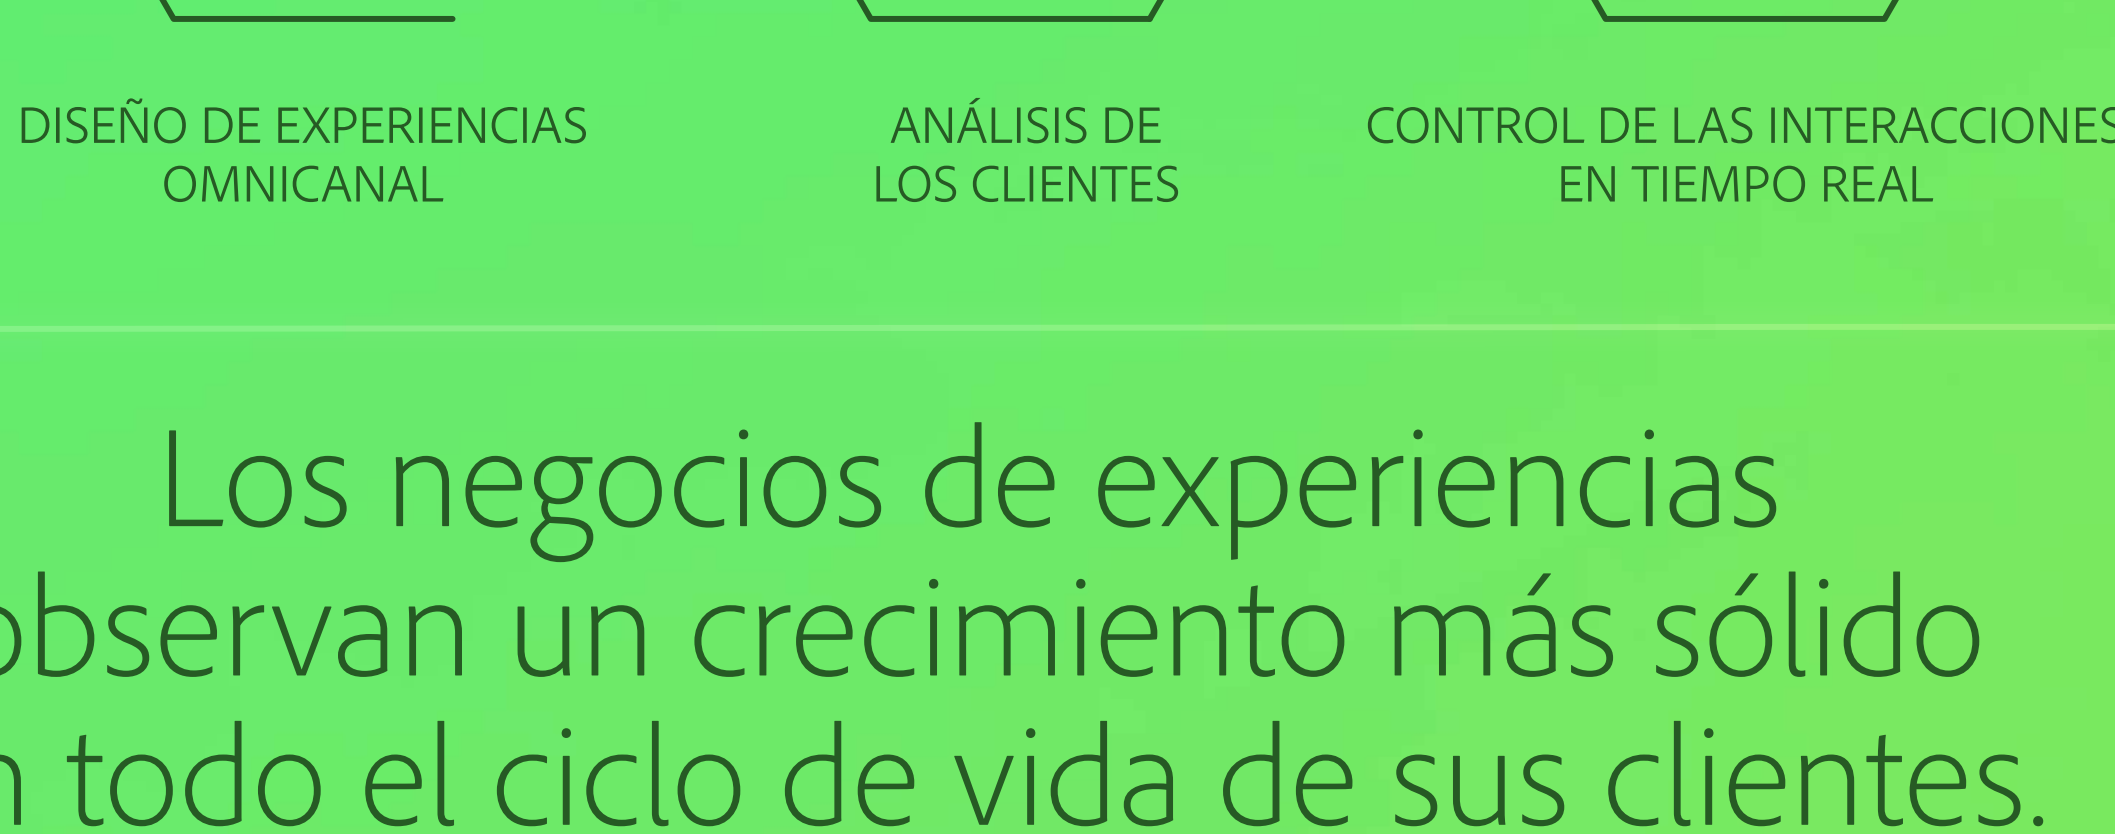 DISEÑO DE EXPERIENCIAS
OMNICANAL
ANÁLISIS DE
LOS CLIENTES
CONTROL DE LAS INTERACCIONES
EN TIEMPO REAL
Los negocios de experiencias
observan un crecimiento más sólido
n todo el ciclo de vida de sus clientes.